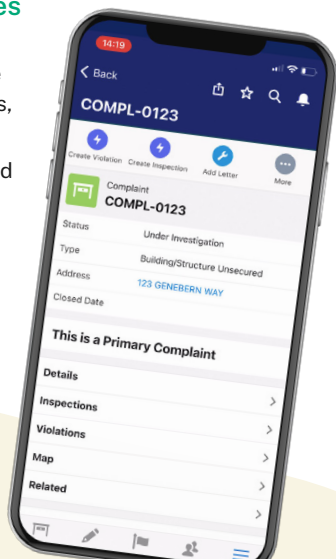 es
s,
d
14:19
Back
COMPL-0123
Create Violation Create Inspection Add Letter More
Complaint
COMPL-0123
Status Under Investigation
Type Building/Structure Unsecured
Address 123 GENEBERN WAY
Closed Date
This is a Primary Complaint
Details
Inspections
Violations
Map
Related